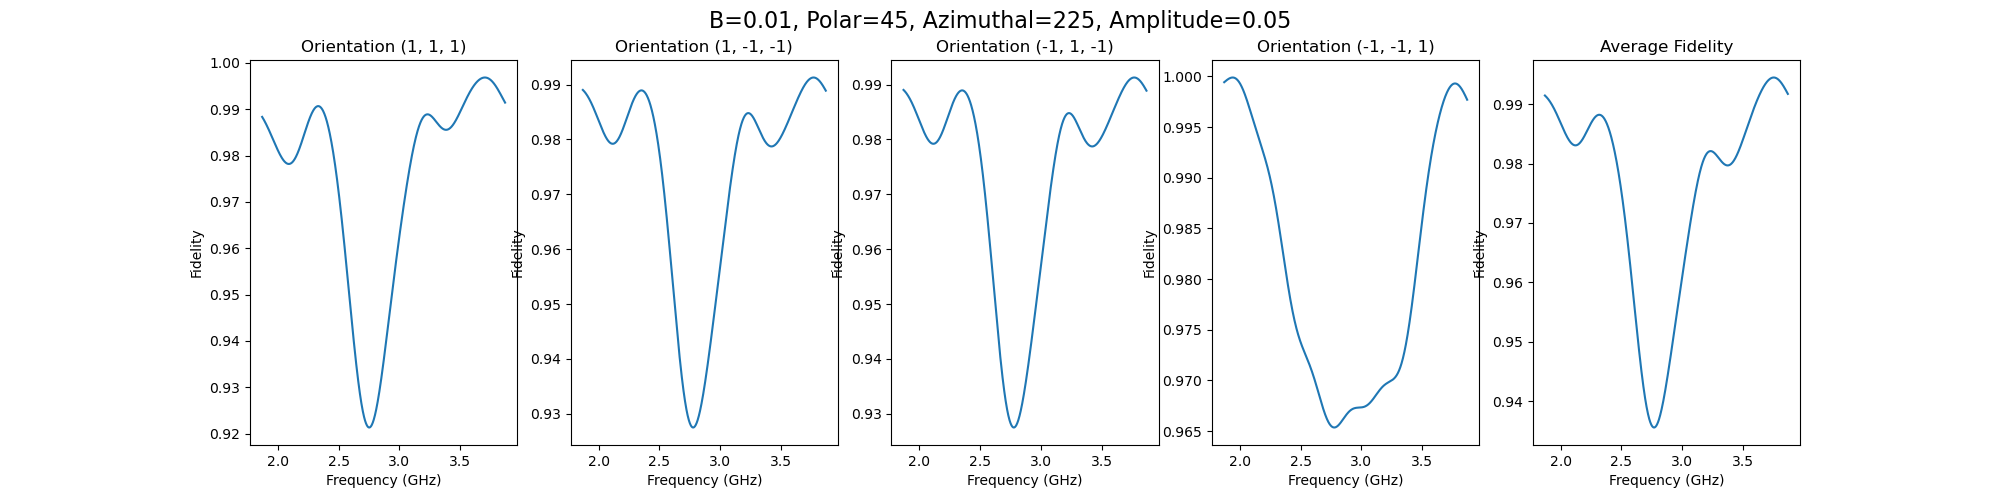 B=0.01, Polar=45, Azimuthal=225, Amplitude=0.05
Orientation (1, 1, 1)
1.00
0.99
0.98
0.97
0.96
0.95
0.94
0.93
0.92
Fidelity
2.0 2.5 3.0 3.5
Frequency (GHz)
Orientation (1, -1, -1)
0.99
0.98
0.97
0.96
0.95
0.94
0.93
Fidelity
2.0 2.5 3.0 3.5
Frequency (GHz)
Orientation (-1, 1, -1)
0.99
0.98
0.97
0.96
0.95
0.94
0.93
Fidelity
2.0 2.5 3.0 3.5
Frequency (GHz)
Orientation (-1, -1, 1)
1.000
0.995
0.990
0.985
0.980
0.975
0.970
0.965
Fidelity
2.0 2.5 3.0 3.5
Frequency (GHz)
Average Fidelity
0.99
0.98
0.97
0.96
0.95
0.94
Fidelity
2.0 2.5 3.0 3.5
Frequency (GHz)